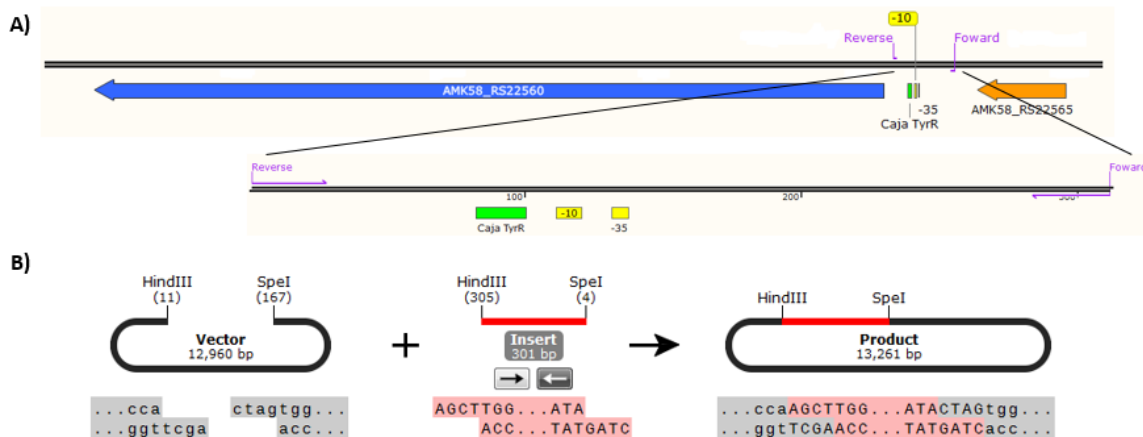 A)
-10
Reverse
Foward
AMK58_RS22560
-35
Caja TyrR
AMK58_RS22565
Reverse
Foward
100
200
300
Caja TyrR
-10
-35
B)
HindIII
(11)
SpeI
(167)
Vector
12,960 bp
+
HindIII
(305)
SpeI
(4)
Insert
301 bp
HindIII
SpeI
Product
13,261 bp
...cca
...ggttcga
ctagtgg...
acc...
AGCTTGG...ATA
ACC...TATGATC
...ccaAGCTTGG...ATACTAGtgg...
...ggtTCGAACC...TATGATCacc...